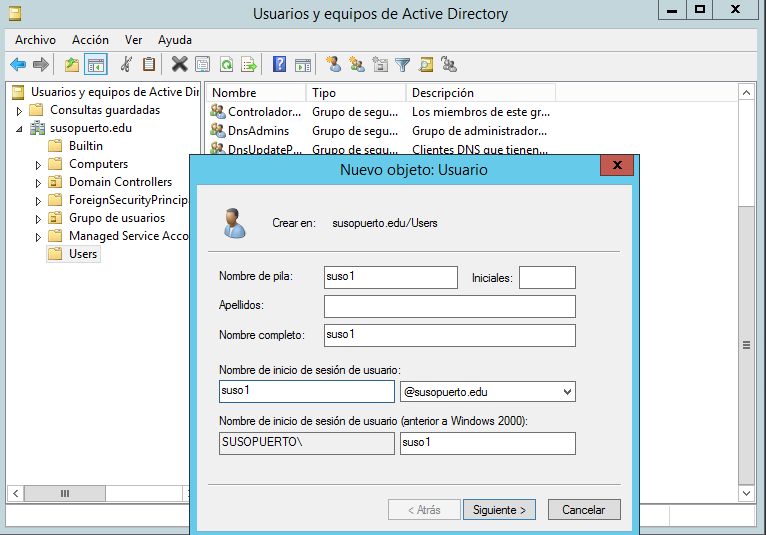 Usuarios y equipos de Active Directory
Archivo Acción Ver Ayuda
Usuarios y equipos de Active Dir
Consultas guardadas
susopuerto.edu
Builtin
Computers
Domain Controllers
ForeignSecurityPrincipa
Grupo de usuarios
Managed Service Acco
Users
Nombre Tipo Descripción
Controlador... Grupo de segu... Los miembros de este gr...
DnsAdmins Grupo de segu... Grupo de administrador...
DnsUpdateP... Grupo de segu... Clientes DNS que tienen...
Nuevo objeto: Usuario
Crear en: susopuerto.edu/Users
Nombre de pila: suso1 Iniciales:
Apellidos:
Nombre completo: suso1
Nombre de inicio de sesión de usuario:
suso1 @susopuerto.edu
Nombre de inicio de sesión de usuario (anterior a Windows 2000):
SUSOPUERTO\ suso1
< Atrás Siguiente > Cancelar